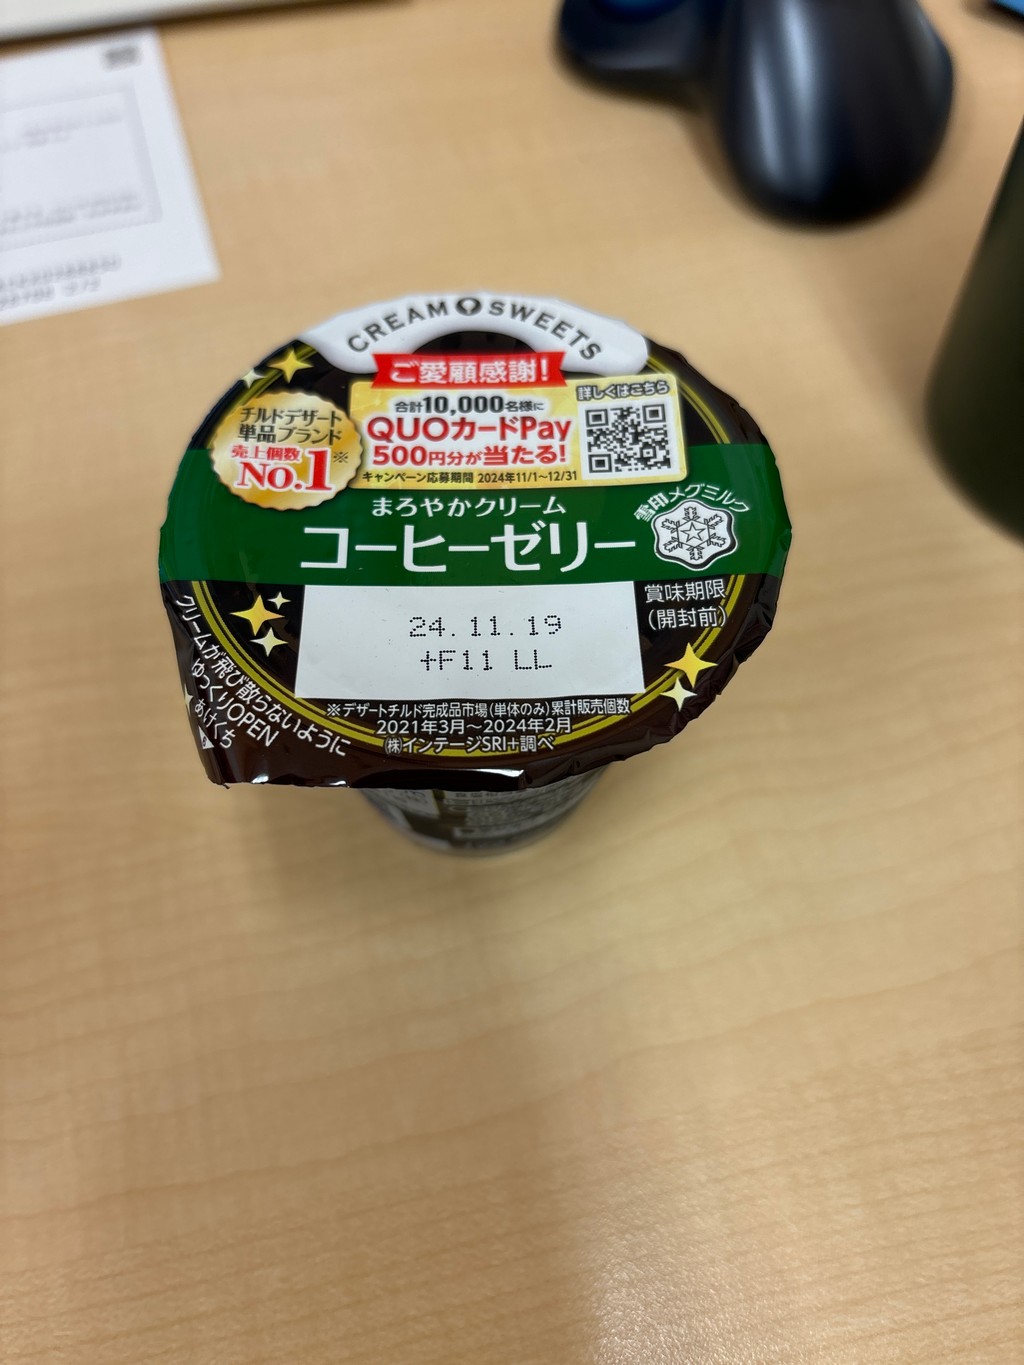 CREAM SWEETS
ご愛顧感謝!
合計10,000名様に
QUOカードPay
500円分が当たる!
キャンペーン応募期間 2024年11/1~12/31
詳しくはこちら
チルドデザート
単品ブランド
売上個数
No.1※
まろやかクリーム
コーヒーゼリー
雪印メグミルク
賞味期限
(開封前)
24.11.19
+F11 LL
※デザートチルド完成品市場(単体のみ)累計販売個数
2021年3月~2024年2月
㈱インテージSRI+調べ
クリームが飛び散らないように
ゆっくりOPEN
あけくち